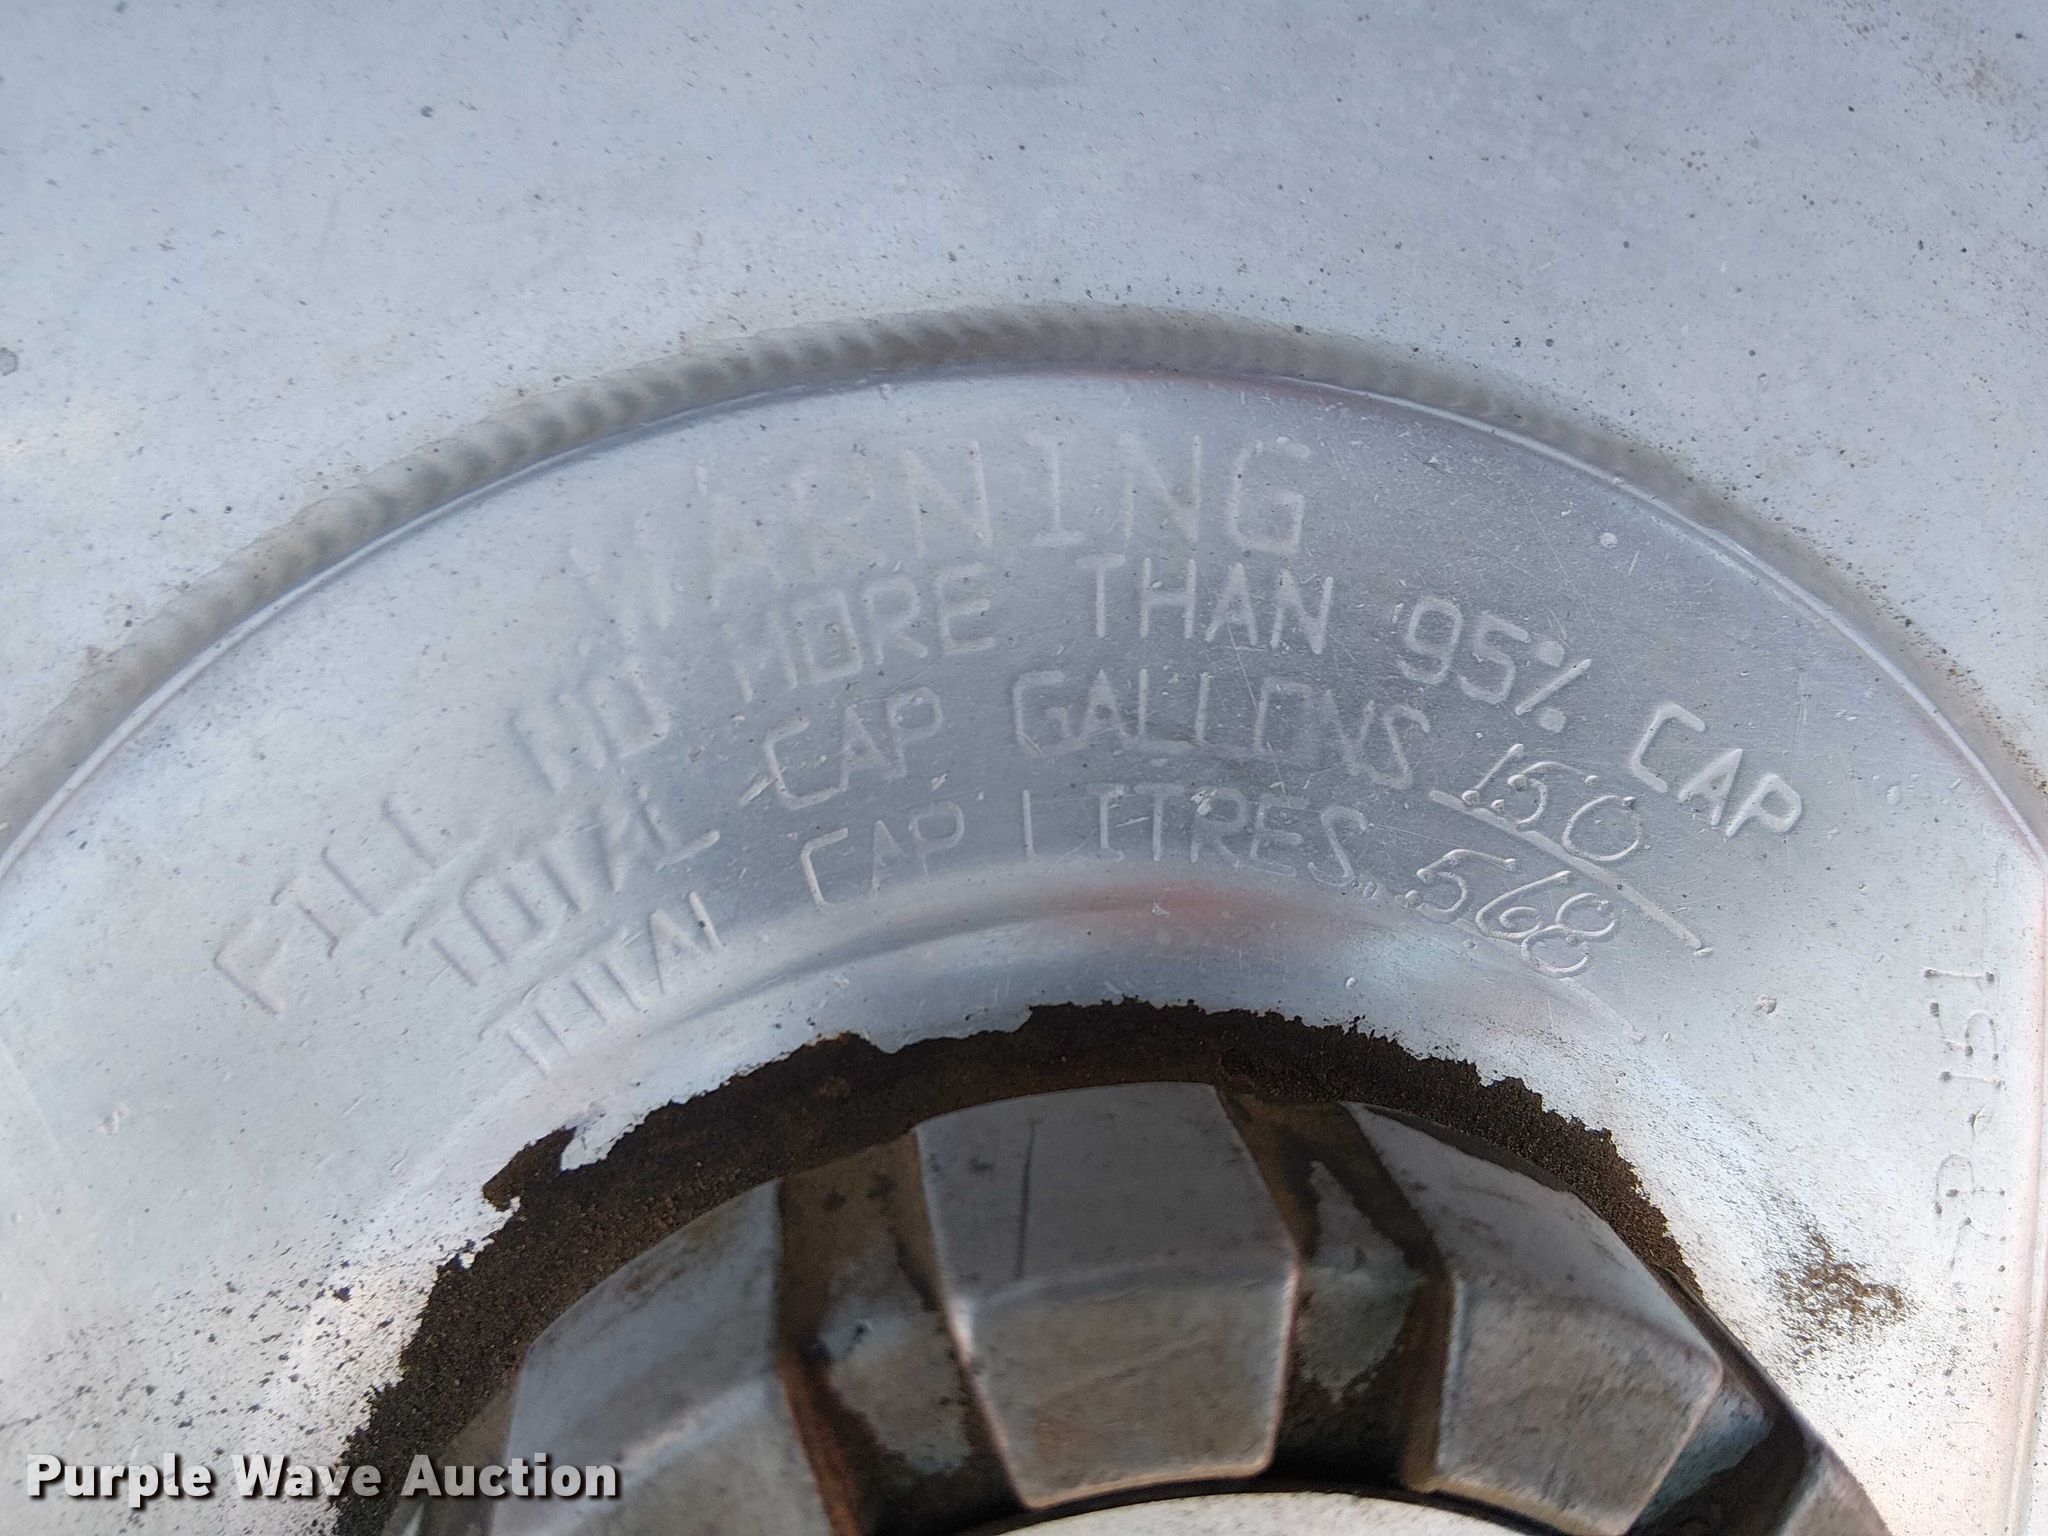 WARNING
FILL NO MORE THAN 95% CAP
TOTAL CAP GALLONS 150
TOTAL CAP LITRES 568
Purple Wave Auction